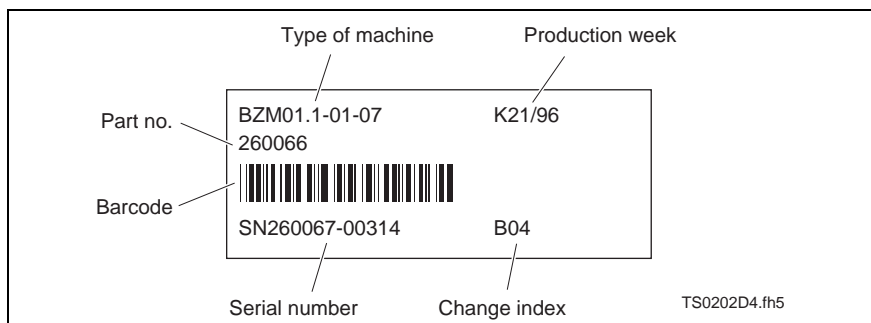 Type of machine Production week
BZM01.1-01-07 K21/96
Part no.
260066
Barcode
SN260067-00314 B04
Serial number Change index TS0202D4.fh5